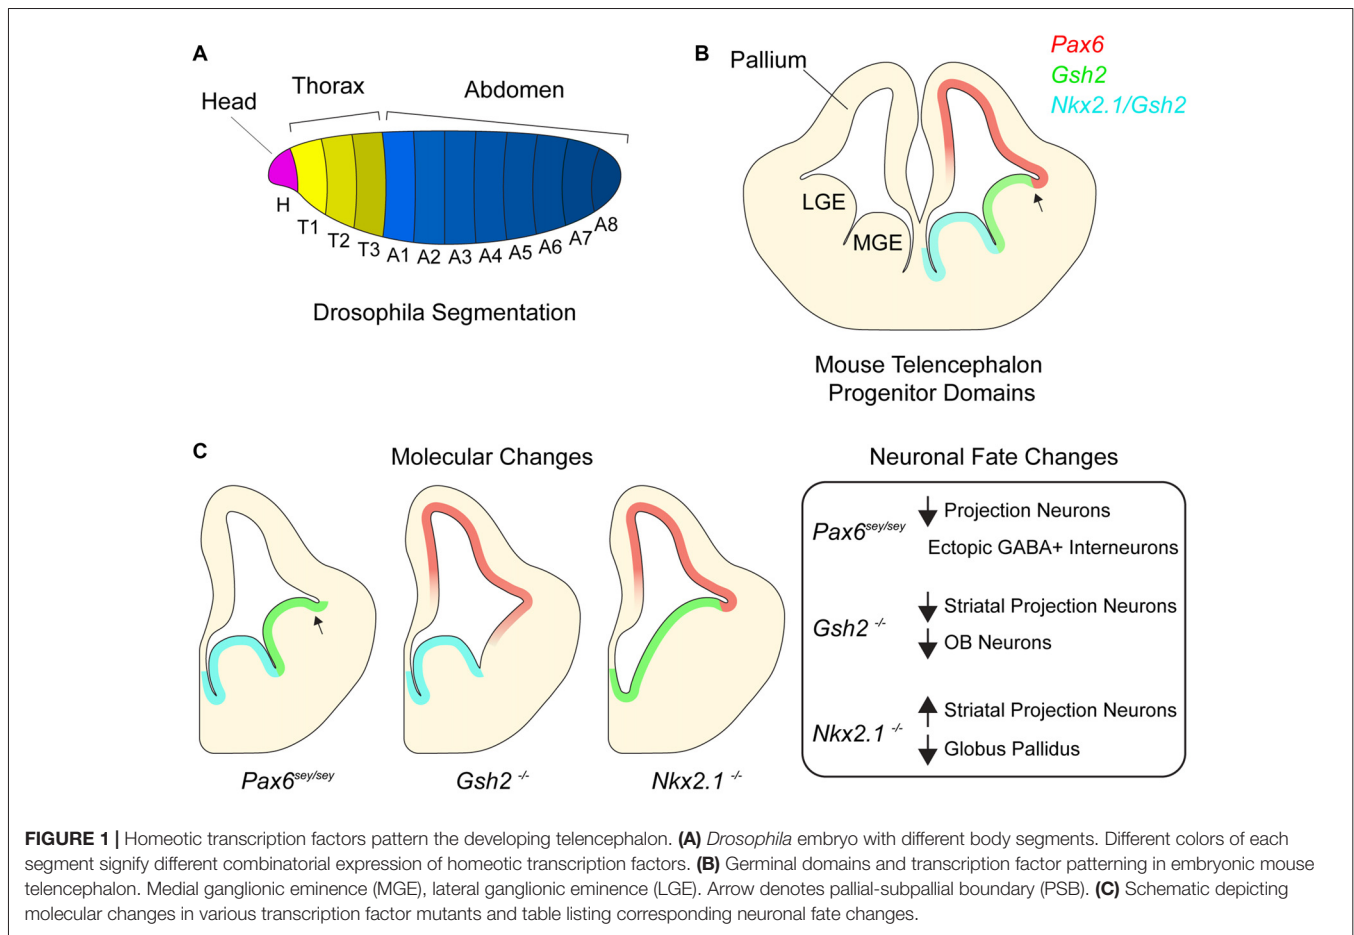 A
Head
Thorax
Abdomen
H
T1
T2
T3
A1
A2
A3
A4
A5
A6
A7
A8
Drosophila Segmentation
B
Pallium
Pax6
Gsh2
Nkx2.1/Gsh2
LGE
MGE
Mouse Telencephalon
Progenitor Domains
C
Molecular Changes
Pax6sey/sey
Gsh2 -/-
Nkx2.1 -/-
Neuronal Fate Changes
Pax6sey/sey
Projection Neurons
Ectopic GABA+ Interneurons
Gsh2 -/-
Striatal Projection Neurons
OB Neurons
Nkx2.1 -/-
Striatal Projection Neurons
Globus Pallidus
FIGURE 1 | Homeotic transcription factors pattern the developing telencephalon. (A) Drosophila embryo with different body segments. Different colors of each
segment signify different combinatorial expression of homeotic transcription factors. (B) Germinal domains and transcription factor patterning in embryonic mouse
telencephalon. Medial ganglionic eminence (MGE), lateral ganglionic eminence (LGE). Arrow denotes pallial-subpallial boundary (PSB). (C) Schematic depicting
molecular changes in various transcription factor mutants and table listing corresponding neuronal fate changes.